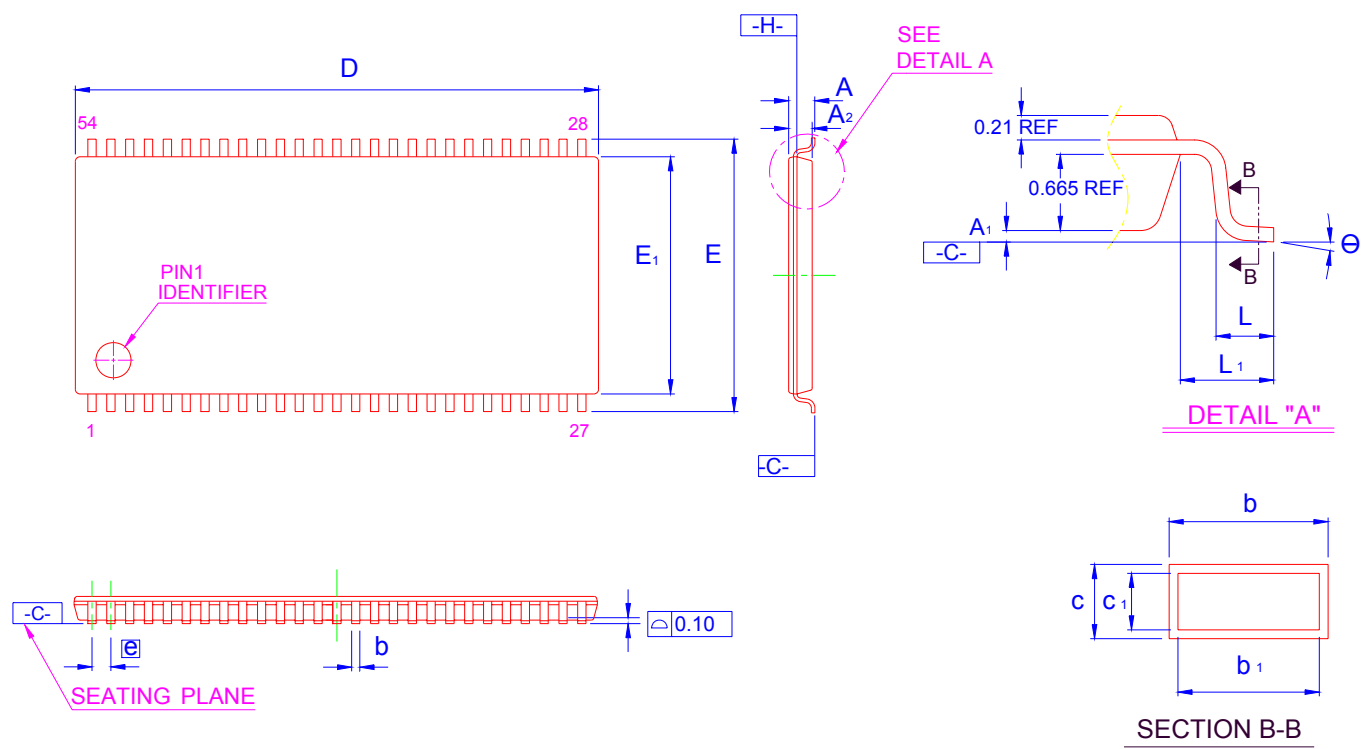 -H-
SEE
DETAIL A
D
A
A2
54
28
0.21 REF
B
0.665 REF
A1
-C-
B
Θ
E1
E
PIN1
IDENTIFIER
L
L1
1
27
DETAIL "A"
-C-
b
-C-
0.10
c
c1
e
b
b1
SEATING PLANE
SECTION B-B